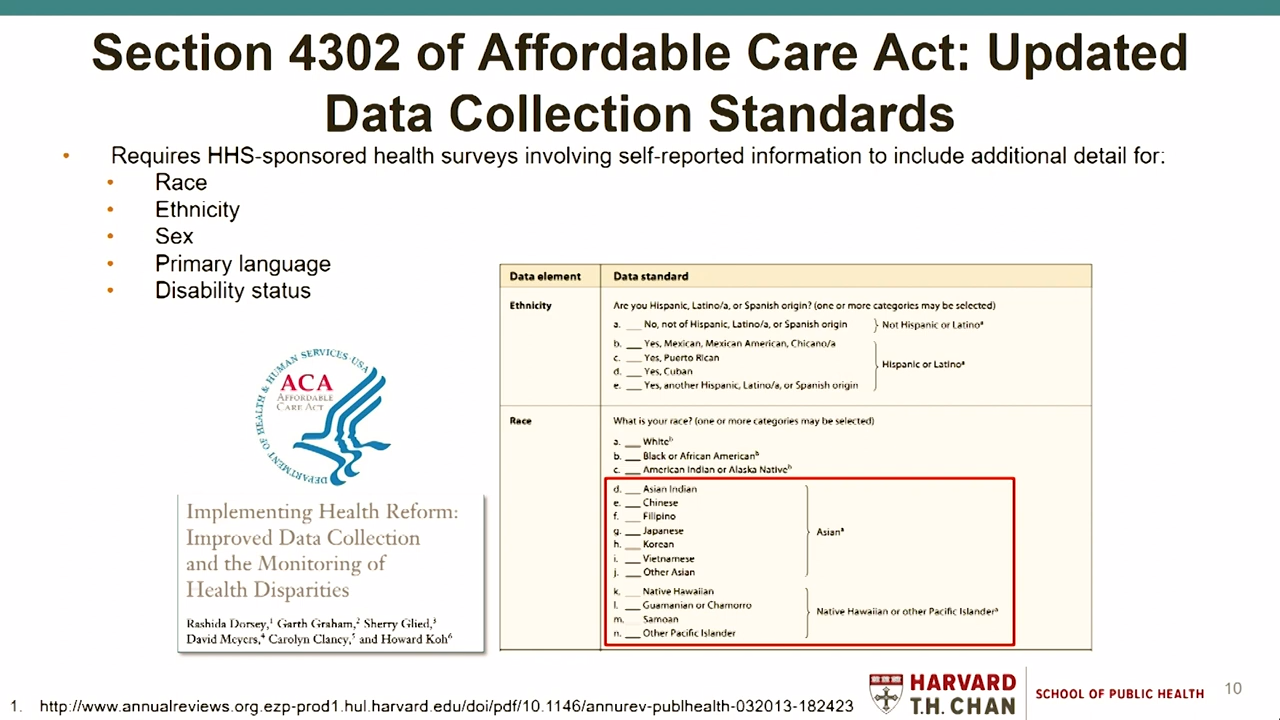 Section 4302 of Affordable Care Act: Updated
Data Collection Standards
• Requires HHS-sponsored health surveys involving self-reported information to include additional detail for:
• Race
• Ethnicity
• Sex
• Primary language
• Disability status
DEPARTMENT OF HEALTH & HUMAN SERVICES·USA
ACA
AFFORDABLE
CARE ACT
Implementing Health Reform:
Improved Data Collection
and the Monitoring of
Health Disparities
Rashida Dorsey,¹ Garth Graham,² Sherry Glied,³
David Meyers,⁴ Carolyn Clancy,⁵ and Howard Koh⁶
Data element Data standard
Ethnicity Are you Hispanic, Latino/a, or Spanish origin? (one or more categories may be selected)
a. ___ No, not of Hispanic, Latino/a, or Spanish origin } Not Hispanic or Latinoᵃ
b. ___ Yes, Mexican, Mexican American, Chicano/a
c. ___ Yes, Puerto Rican
Hispanic or Latinoᵃ
d. ___ Yes, Cuban
e. ___ Yes, another Hispanic, Latino/a, or Spanish origin
Race What is your race? (one or more categories may be selected)
a. ___ Whiteᵇ
b. ___ Black or African Americanᵇ
c. ___ American Indian or Alaska Nativeᵇ
d. ___ Asian Indian
e. ___ Chinese
f. ___ Filipino
g. ___ Japanese Asianᵃ
h. ___ Korean
i. ___ Vietnamese
j. ___ Other Asian
k. ___ Native Hawaiian
l. ___ Guamanian or Chamorro Native Hawaiian or other Pacific Islanderᵃ
m. ___ Samoan
n. ___ Other Pacific Islander
1. http://www.annualreviews.org.ezp-prod1.hul.harvard.edu/doi/pdf/10.1146/annurev-publhealth-032013-182423
HARVARD
T.H. CHAN
SCHOOL OF PUBLIC HEALTH
10